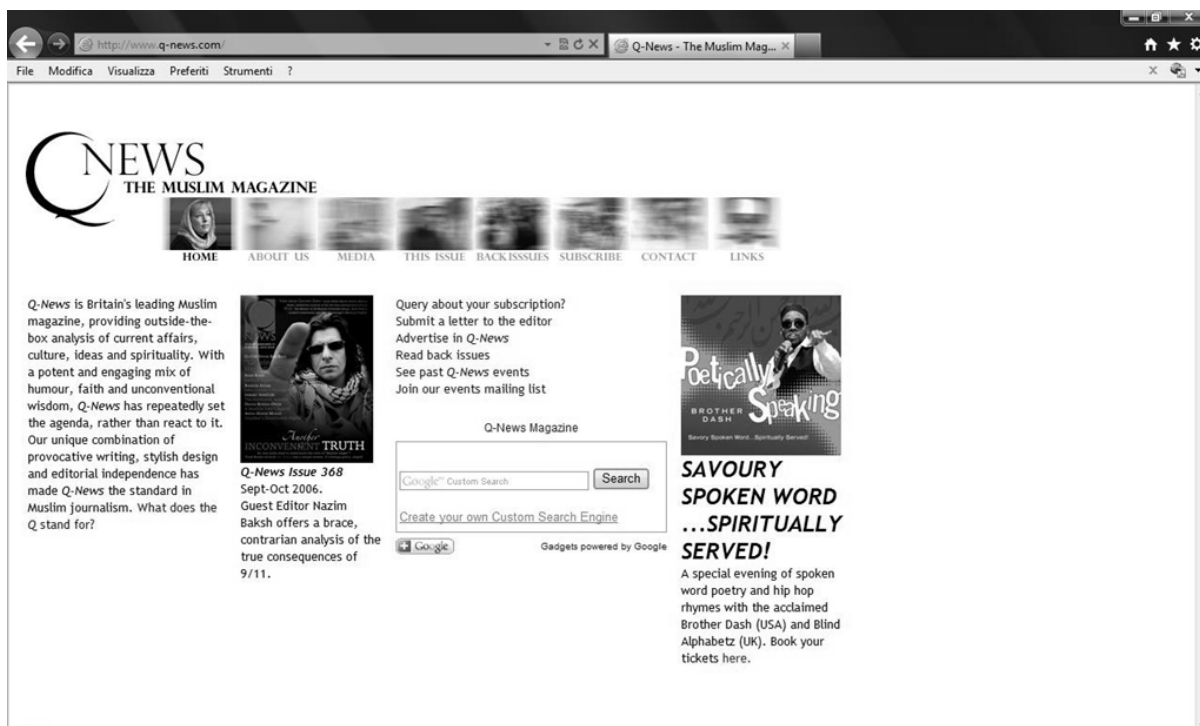 http://www.q-news.com/
Q-News - The Muslim Mag...
File Modifica Visualizza Preferiti Strumenti ?
QNEWS
THE MUSLIM MAGAZINE
HOME ABOUT US MEDIA THIS ISSUE BACKISSSUES SUBSCRIBE CONTACT LINKS
Q-News is Britain's leading Muslim
magazine, providing outside-the-
box analysis of current affairs,
culture, ideas and spirituality. With
a potent and engaging mix of
humour, faith and unconventional
wisdom, Q-News has repeatedly set
the agenda, rather than react to it.
Our unique combination of
provocative writing, stylish design
and editorial independence has
made Q-News the standard in
Muslim journalism. What does the
Q stand for?
Another
INCONVENIENT TRUTH
Q-News Issue 368
Sept-Oct 2006.
Guest Editor Nazim
Baksh offers a brace,
contrarian analysis of the
true consequences of
9/11.
Query about your subscription?
Submit a letter to the editor
Advertise in Q-News
Read back issues
See past Q-News events
Join our events mailing list
Q-News Magazine
Google™ Custom Search
Search
Create your own Custom Search Engine
Google
Gadgets powered by Google
Poetically
Speaking
BROTHER
DASH
Savory Spoken Word...Spiritually Served!
SAVOURY
SPOKEN WORD
...SPIRITUALLY
SERVED!
A special evening of spoken
word poetry and hip hop
rhymes with the acclaimed
Brother Dash (USA) and Blind
Alphabetz (UK). Book your
tickets here.